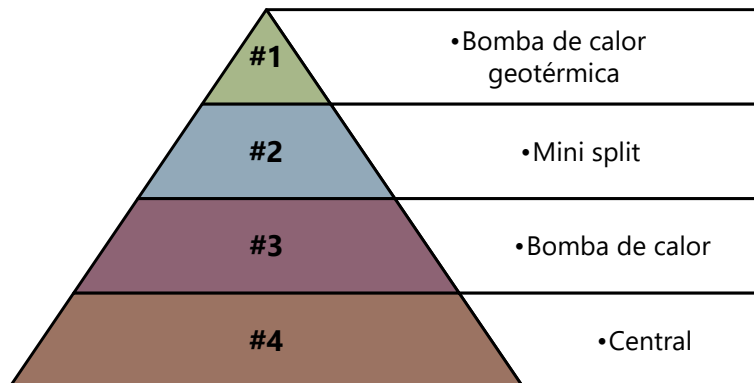 #1
•Bomba de calor
geotérmica
#2
•Mini split
#3
•Bomba de calor
#4
•Central